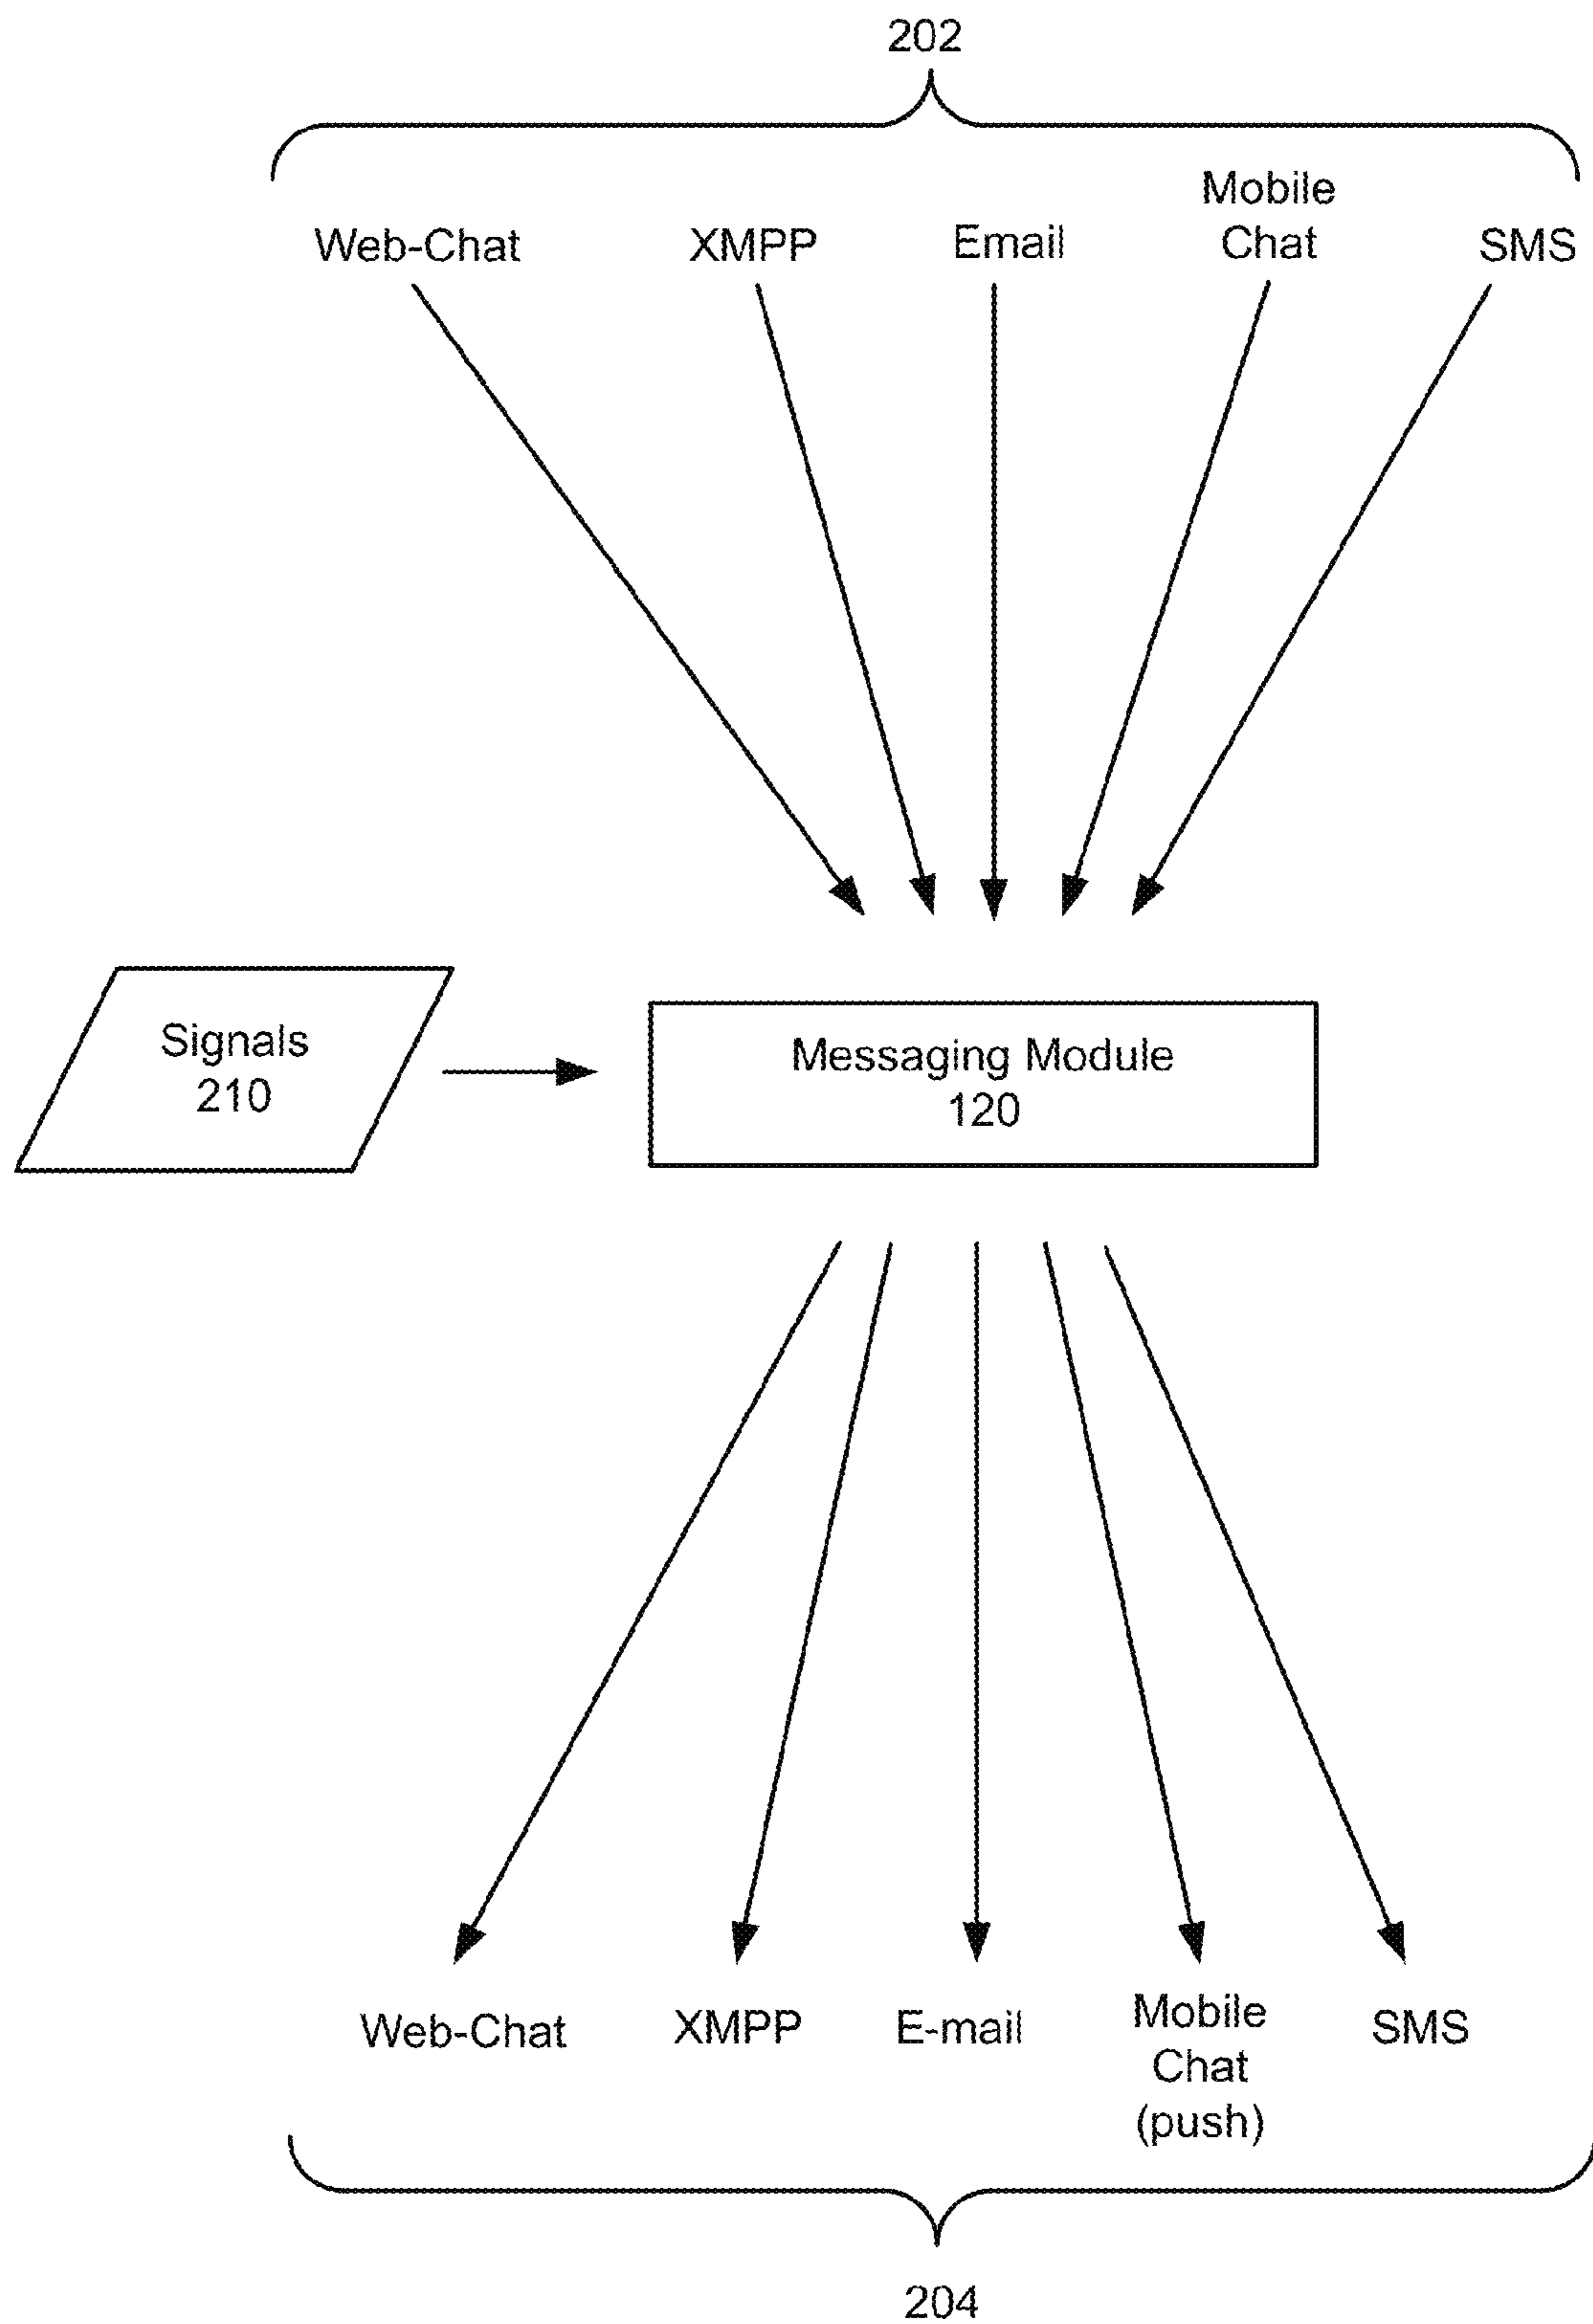 202
Web-Chat
XMPP
Email
Mobile
Chat
SMS
Signals
210
Messaging Module
120
Web-Chat
XMPP
E-mail
Mobile
Chat
(push)
SMS
204